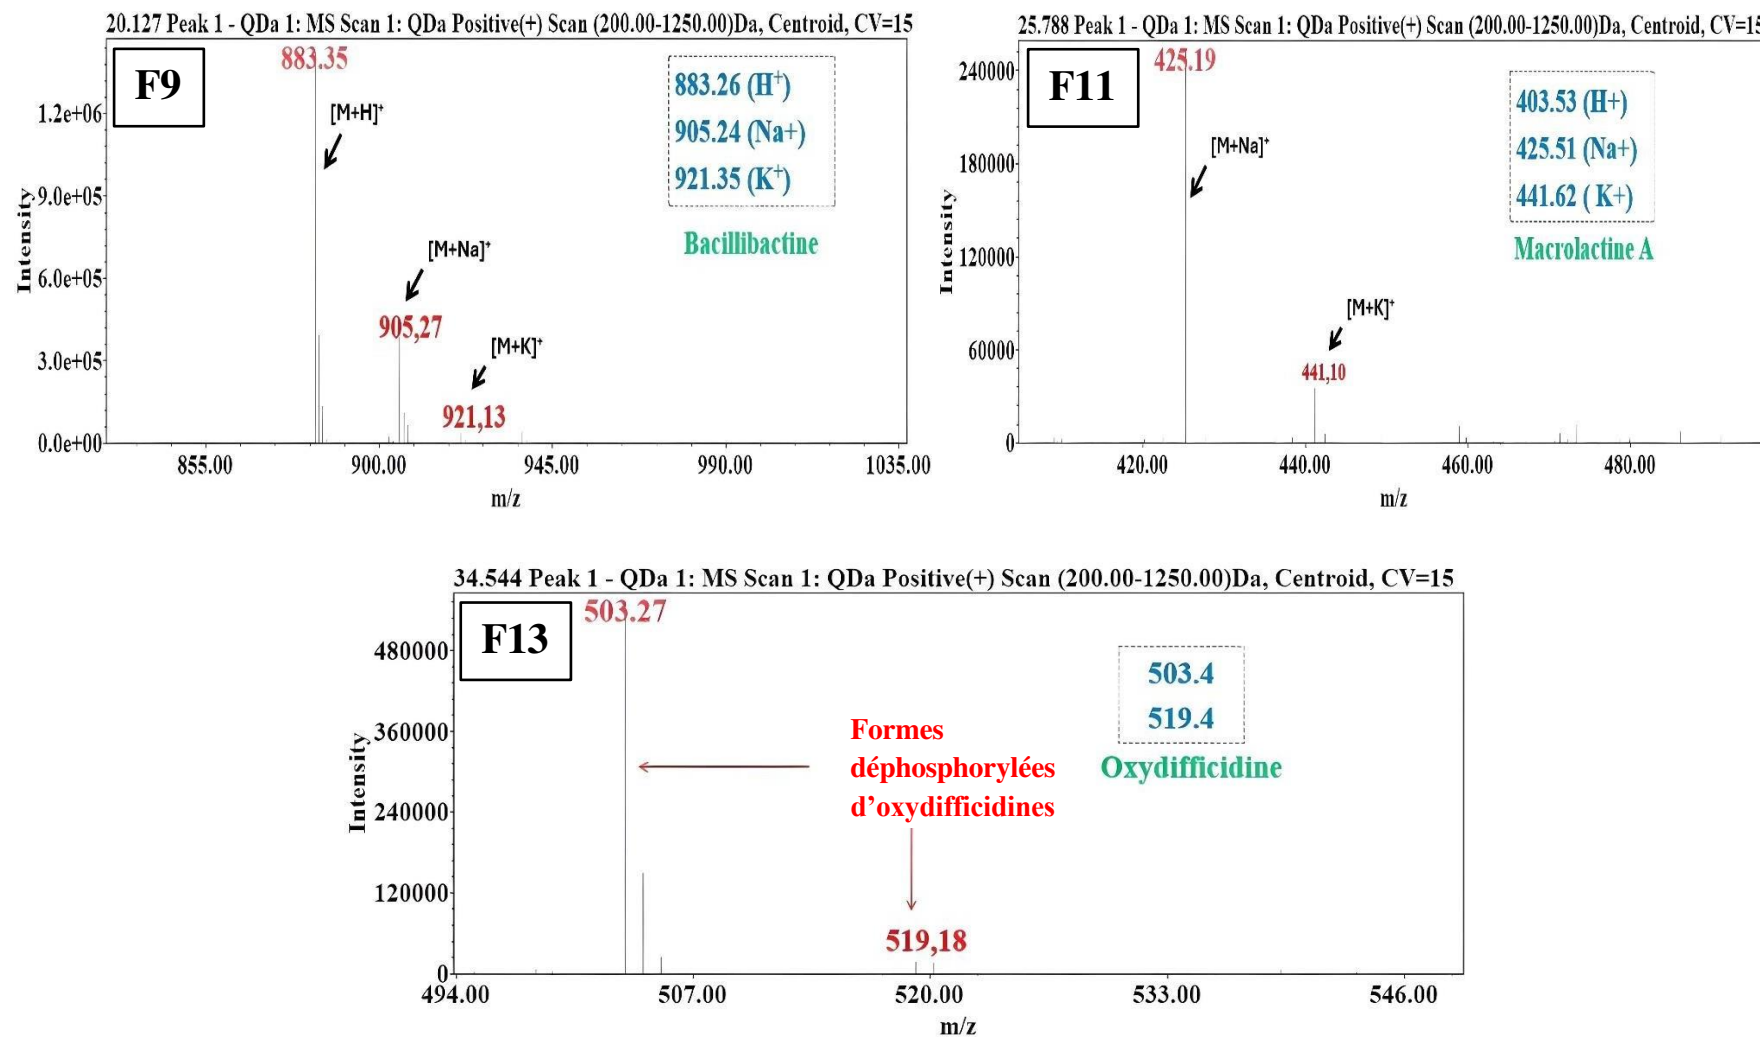 20.127 Peak 1 - QDa 1: MS Scan 1: QDa Positive(+) Scan (200.00-1250.00)Da, Centroid, CV=15
F9
883.35
[M+H]⁺
883.26 (H⁺)
905.24 (Na+)
921.35 (K⁺)
Bacillibactine
[M+Na]⁺
905,27
[M+K]⁺
921,13
Intensity
1.2e+06
9.0e+05
6.0e+05
3.0e+05
0.0e+00
855.00 900.00 945.00 990.00 1035.00
m/z
25.788 Peak 1 - QDa 1: MS Scan 1: QDa Positive(+) Scan (200.00-1250.00)Da, Centroid, CV=15
F11
425.19
[M+Na]⁺
403.53 (H+)
425.51 (Na+)
441.62 ( K+)
Macrolactine A
[M+K]⁺
441,10
Intensity
240000
180000
120000
60000
0
420.00 440.00 460.00 480.00
m/z
34.544 Peak 1 - QDa 1: MS Scan 1: QDa Positive(+) Scan (200.00-1250.00)Da, Centroid, CV=15
F13
503.27
503.4
519.4
Oxydifficidine
Formes
déphosphorylées
d’oxydifficidines
519,18
Intensity
480000
360000
240000
120000
0
494.00 507.00 520.00 533.00 546.00
m/z